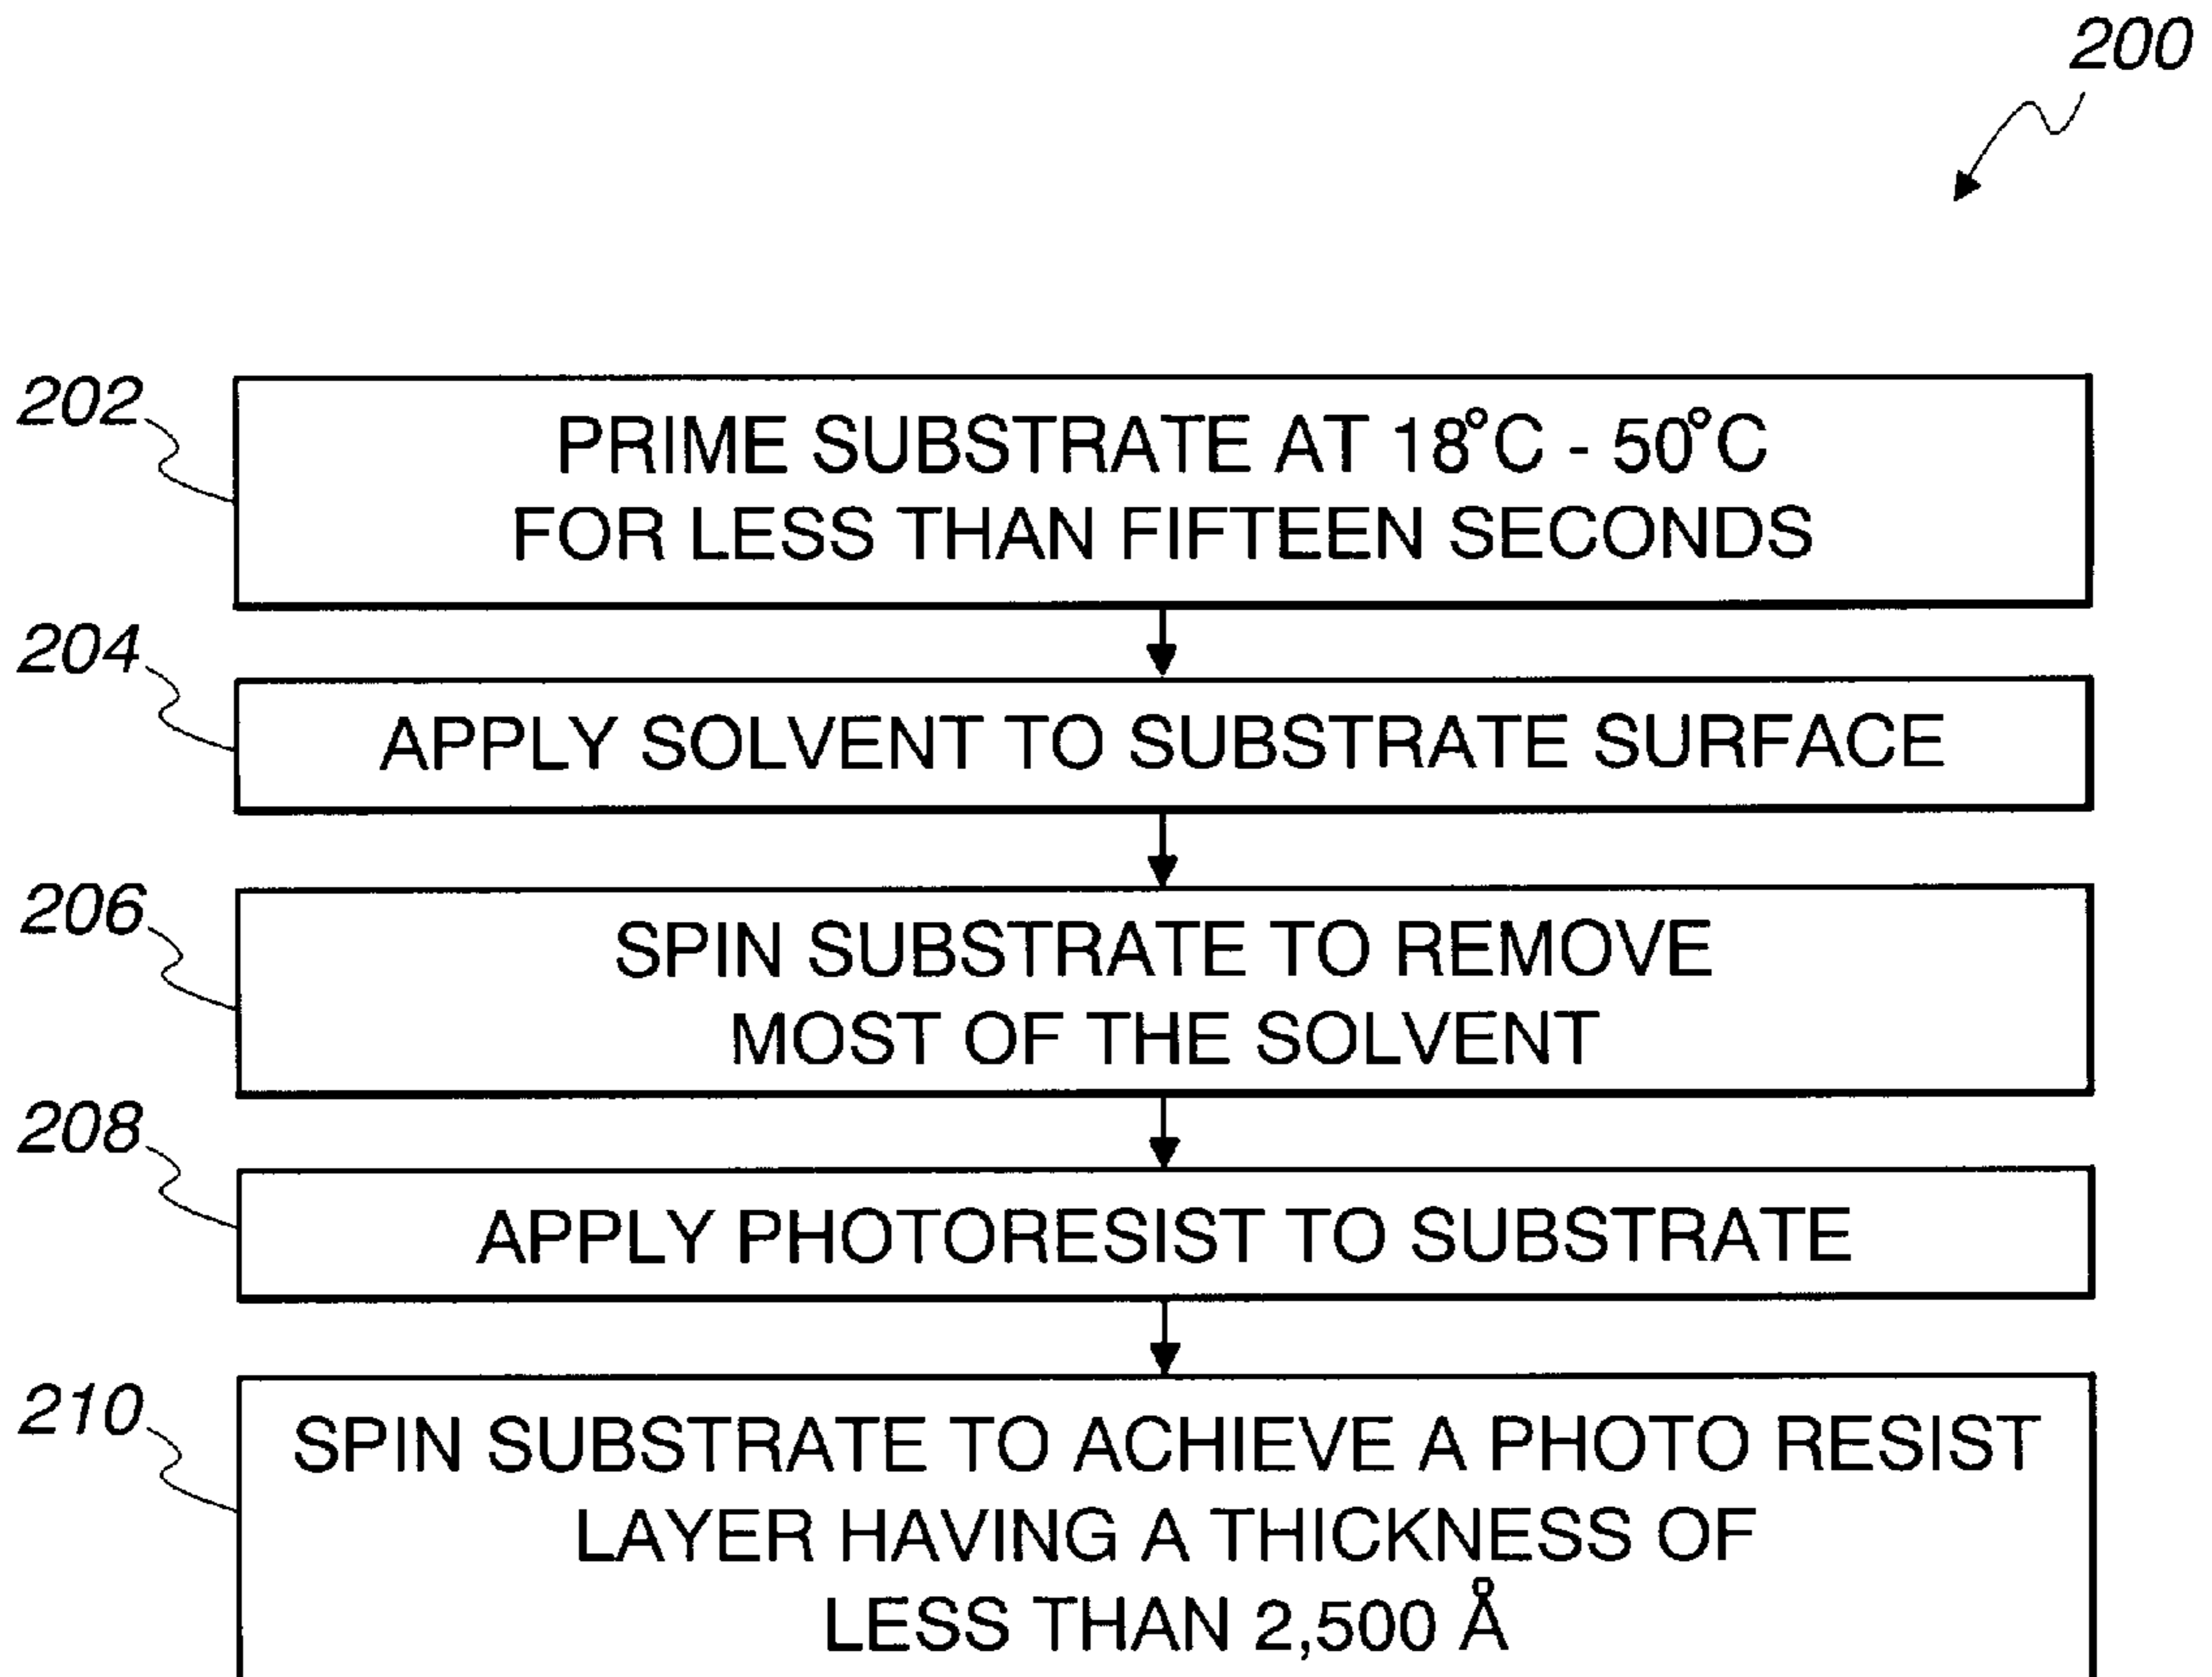 200
202
PRIME SUBSTRATE AT 18°C - 50°C
FOR LESS THAN FIFTEEN SECONDS
204
APPLY SOLVENT TO SUBSTRATE SURFACE
206
SPIN SUBSTRATE TO REMOVE
MOST OF THE SOLVENT
208
APPLY PHOTORESIST TO SUBSTRATE
210
SPIN SUBSTRATE TO ACHIEVE A PHOTO RESIST
LAYER HAVING A THICKNESS OF
LESS THAN 2,500 Å